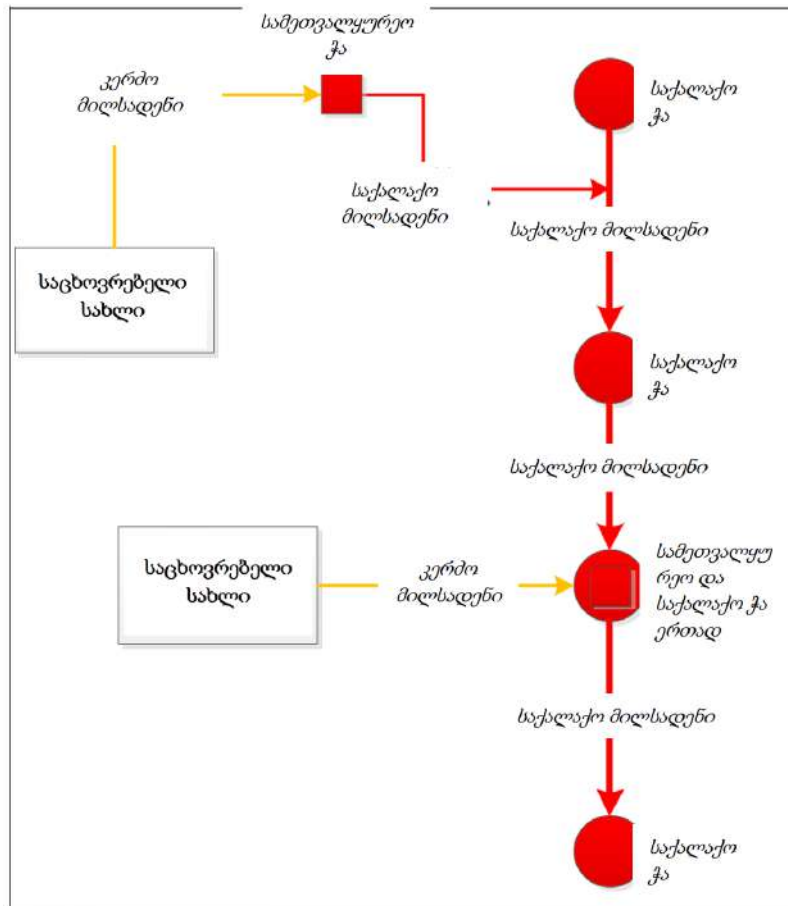 სამეთვალყურეო
ჭა
კერძო
მილსადენი
საქალაქო
ჭა
საქალაქო
მილსადენი
საქალაქო მილსადენი
საცხოვრებელი
სახლი
საქალაქო
ჭა
საქალაქო მილსადენი
საცხოვრებელი
სახლი
კერძო
მილსადენი
სამეთვალყუ
რეო და
საქალაქო ჭა
ერთად
საქალაქო მილსადენი
საქალაქო
ჭა